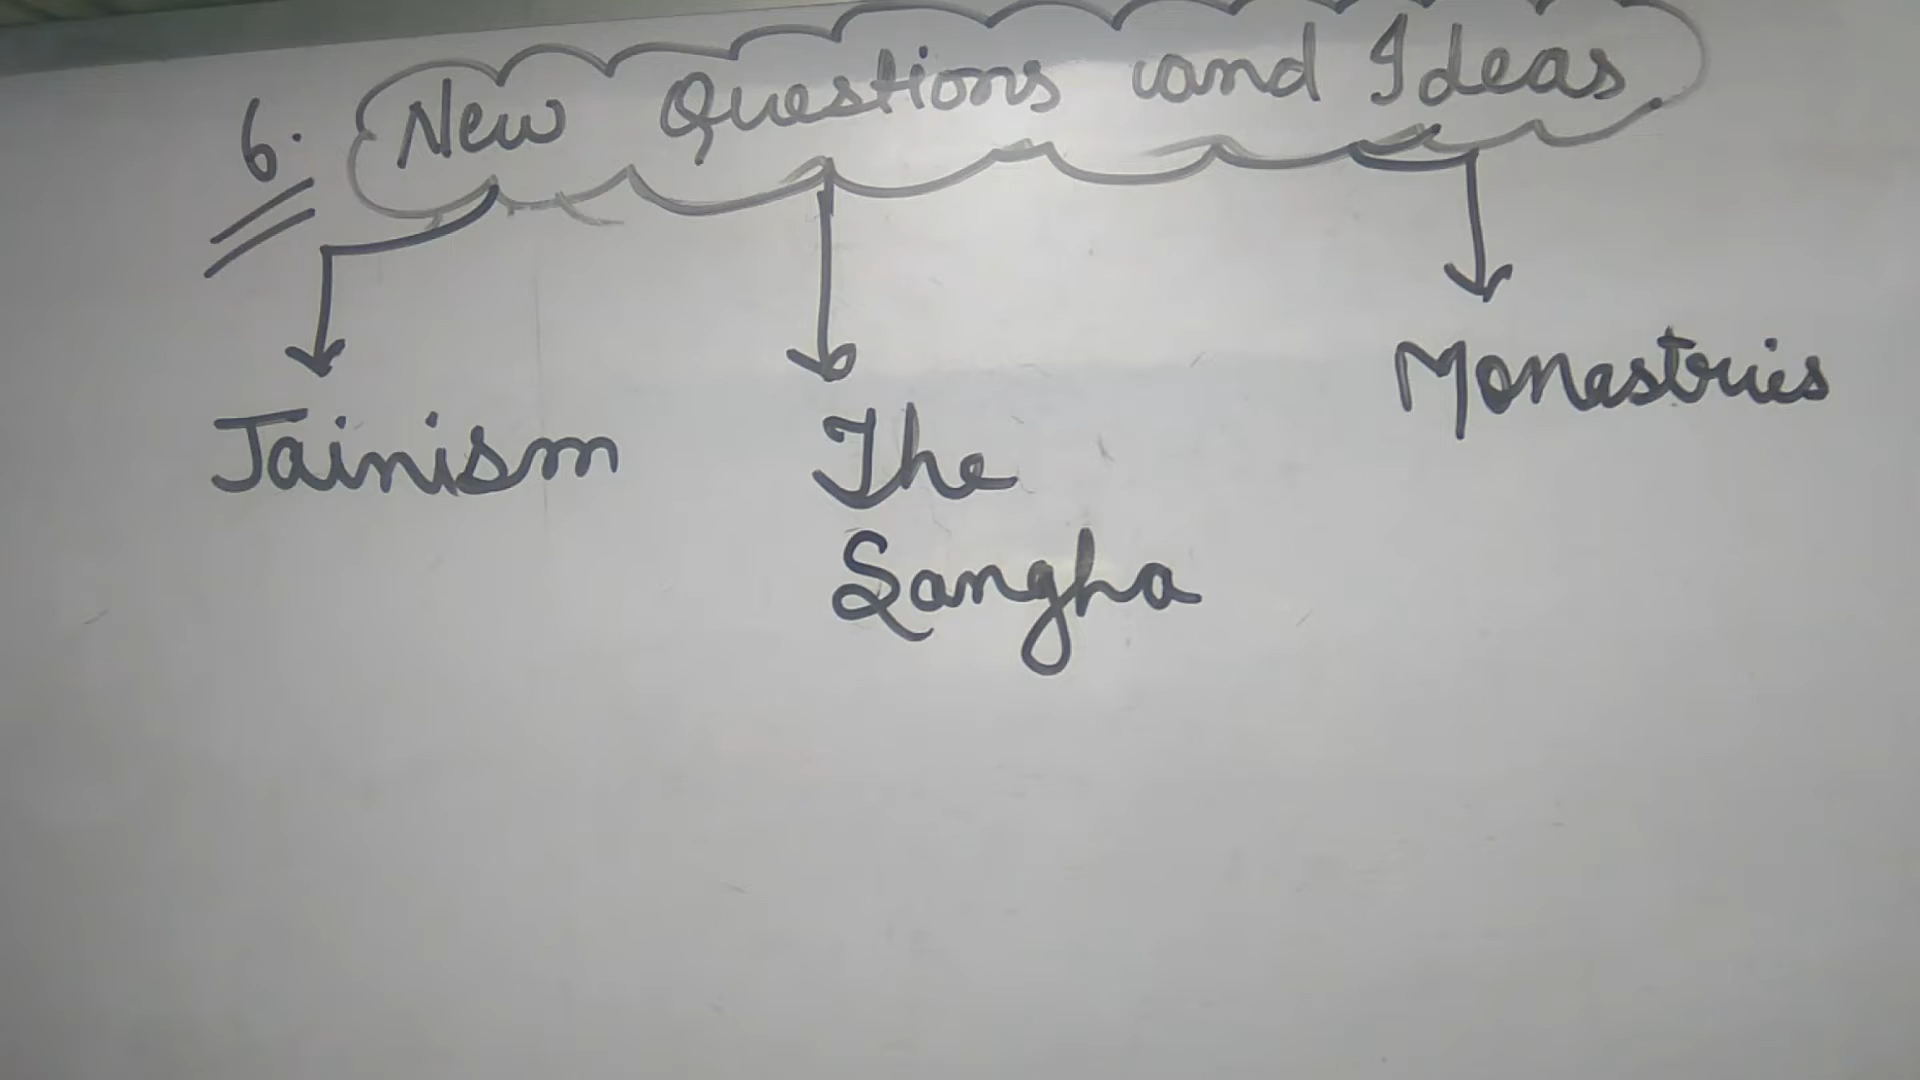 6. New Questions and Ideas.
Jainism
The
Sangha
Monastries